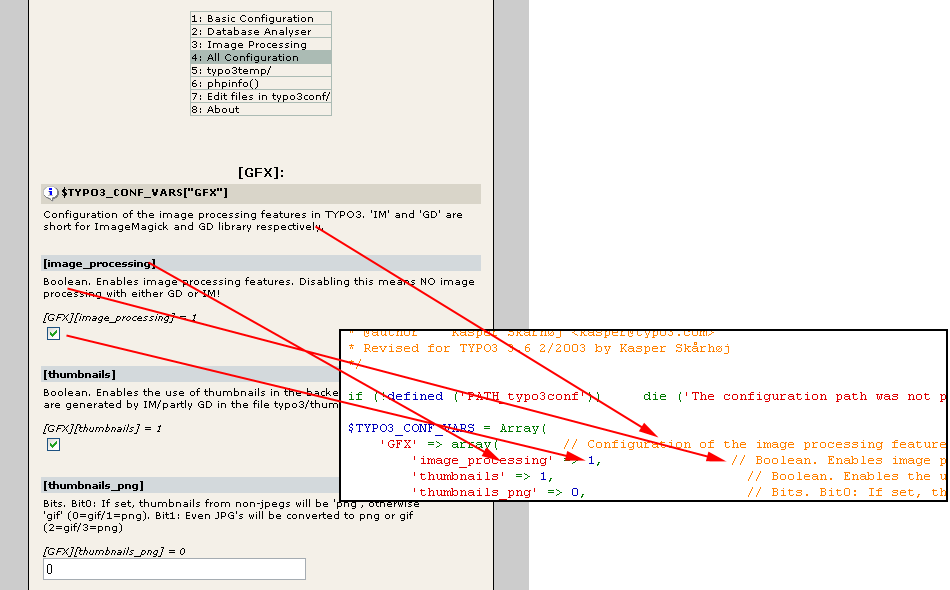 1: Basic Configuration
2: Database Analyser
3: Image Processing
4: All Configuration
5: typo3temp/
6: phpinfo()
7: Edit files in typo3conf/
8: About
[GFX]:
$TYPO3_CONF_VARS["GFX"]
Configuration of the image processing features in TYPO3. 'IM' and 'GD' are
short for ImageMagick and GD library respectively.
[image_processing]
Boolean. Enables image processing features. Disabling this means NO image
processing with either GD or IM!
[GFX][image_processing] = 1
[thumbnails]
Boolean. Enables the use of thumbnails in the backe
are generated by IM/partly GD in the file typo3/thum
[GFX][thumbnails] = 1
[thumbnails_png]
Bits. Bit0: If set, thumbnails from non-jpegs will be 'png', otherwise
'gif' (0=gif/1=png). Bit1: Even JPG's will be converted to png or gif
(2=gif/3=png)
[GFX][thumbnails_png] = 0
0
* @author Kasper Skårhøj <kasper@typo3.com>
* Revised for TYPO3 3.6 2/2003 by Kasper Skårhøj
*/
if (!defined ('PATH_typo3conf')) die ('The configuration path was not p
$TYPO3_CONF_VARS = Array(
'GFX' => array( // Configuration of the image processing feature
'image_processing' => 1, // Boolean. Enables image p
'thumbnails' => 1, // Boolean. Enables the u
'thumbnails_png' => 0, // Bits. Bit0: If set, th